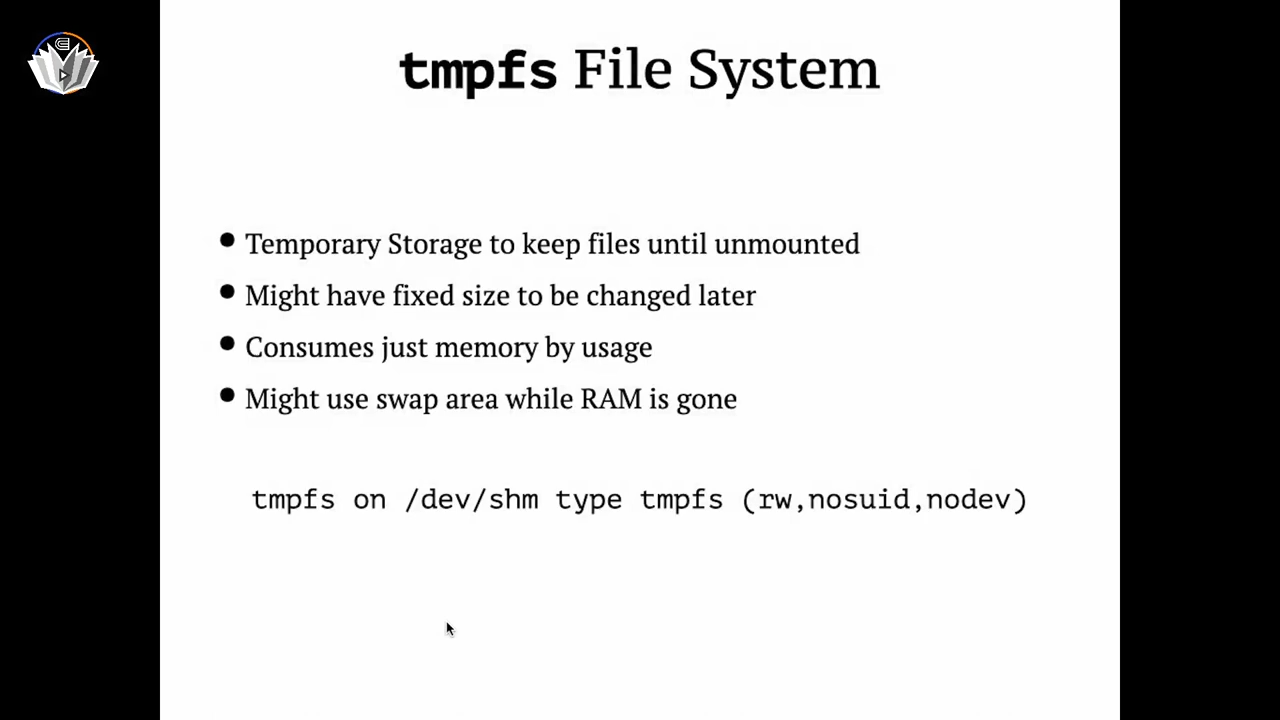 tmpfs File System
• Temporary Storage to keep files until unmounted
• Might have fixed size to be changed later
• Consumes just memory by usage
• Might use swap area while RAM is gone
tmpfs on /dev/shm type tmpfs (rw,nosuid,nodev)